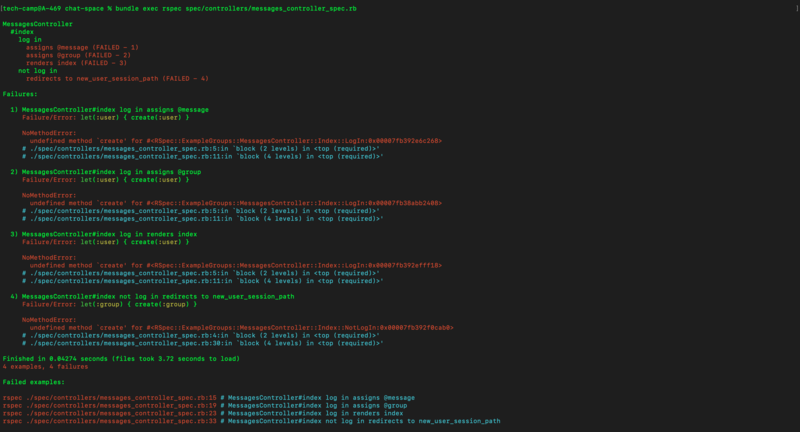 tech-camp@A-469 chat-space % bundle exec rspec spec/controllers/messages_controller_spec.rb
MessagesController
#index
log in
assigns @message (FAILED - 1)
assigns @group (FAILED - 2)
renders index (FAILED - 3)
not log in
redirects to new_user_session_path (FAILED - 4)
Failures:
1) MessagesController#index log in assigns @message
Failure/Error: let(:user) { create(:user) }
NoMethodError:
undefined method `create' for #<RSpec::ExampleGroups::MessagesController::Index::LogIn:0x00007fb392e6c268>
# ./spec/controllers/messages_controller_spec.rb:5:in `block (2 levels) in <top (required)>'
# ./spec/controllers/messages_controller_spec.rb:11:in `block (4 levels) in <top (required)>'
2) MessagesController#index log in assigns @group
Failure/Error: let(:user) { create(:user) }
NoMethodError:
undefined method `create' for #<RSpec::ExampleGroups::MessagesController::Index::LogIn:0x00007fb38abb2408>
# ./spec/controllers/messages_controller_spec.rb:5:in `block (2 levels) in <top (required)>'
# ./spec/controllers/messages_controller_spec.rb:11:in `block (4 levels) in <top (required)>'
3) MessagesController#index log in renders index
Failure/Error: let(:user) { create(:user) }
NoMethodError:
undefined method `create' for #<RSpec::ExampleGroups::MessagesController::Index::LogIn:0x00007fb392efff18>
# ./spec/controllers/messages_controller_spec.rb:5:in `block (2 levels) in <top (required)>'
# ./spec/controllers/messages_controller_spec.rb:11:in `block (4 levels) in <top (required)>'
4) MessagesController#index not log in redirects to new_user_session_path
Failure/Error: let(:group) { create(:group) }
NoMethodError:
undefined method `create' for #<RSpec::ExampleGroups::MessagesController::Index::NotLogIn:0x00007fb392f0cab0>
# ./spec/controllers/messages_controller_spec.rb:4:in `block (2 levels) in <top (required)>'
# ./spec/controllers/messages_controller_spec.rb:30:in `block (4 levels) in <top (required)>'
Finished in 0.04274 seconds (files took 3.72 seconds to load)
4 examples, 4 failures
Failed examples:
rspec ./spec/controllers/messages_controller_spec.rb:15 # MessagesController#index log in assigns @message
rspec ./spec/controllers/messages_controller_spec.rb:19 # MessagesController#index log in assigns @group
rspec ./spec/controllers/messages_controller_spec.rb:23 # MessagesController#index log in renders index
rspec ./spec/controllers/messages_controller_spec.rb:33 # MessagesController#index not log in redirects to new_user_session_path